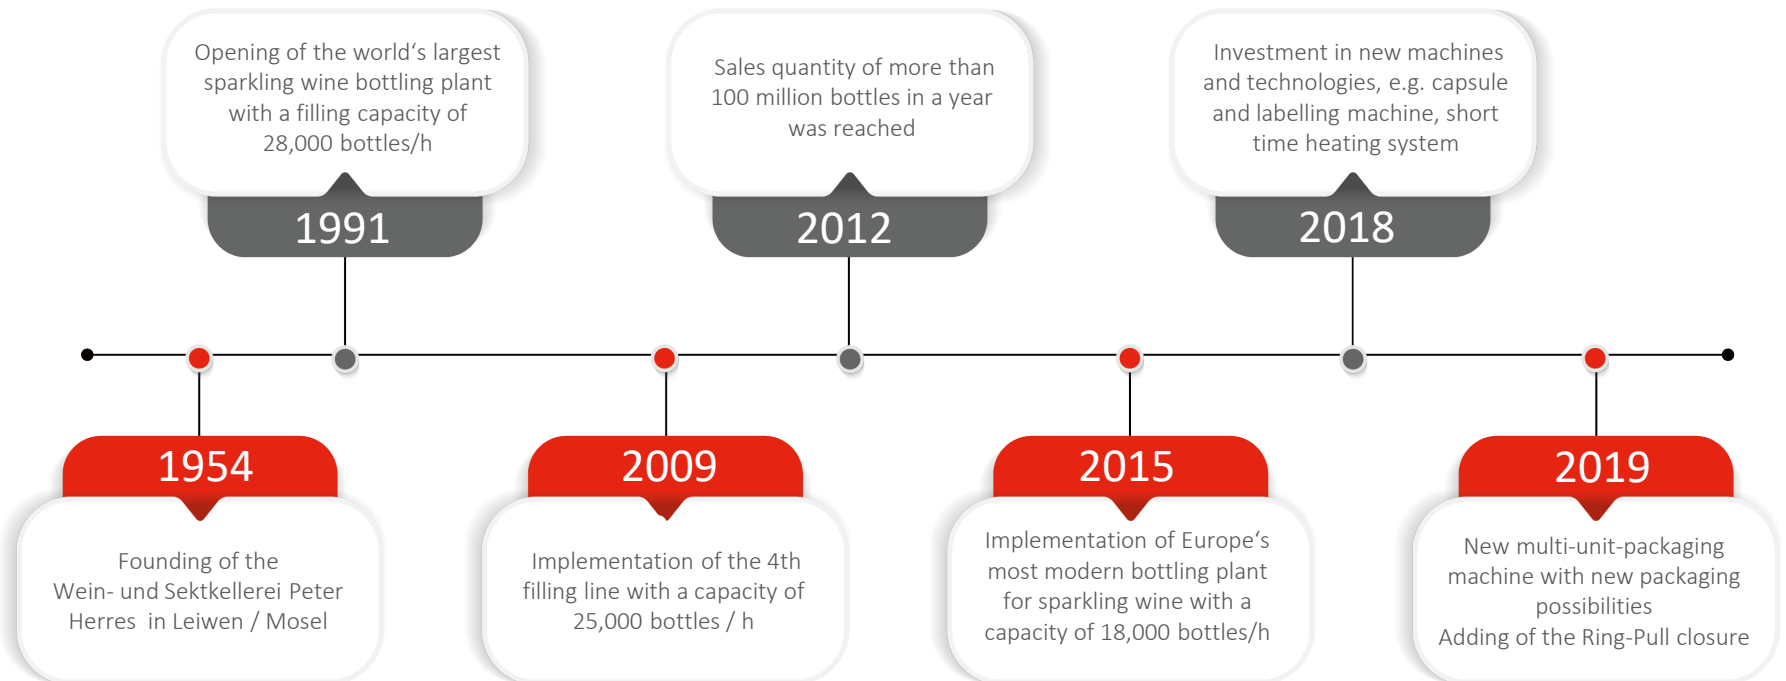 Opening of the world‘s largest
sparkling wine bottling plant
with a filling capacity of
28,000 bottles/h
1991
Sales quantity of more than
100 million bottles in a year
was reached
2012
Investment in new machines
and technologies, e.g. capsule
and labelling machine, short
time heating system
2018
1954
Founding of the
Wein- und Sektkellerei Peter
Herres in Leiwen / Mosel
2009
Implementation of the 4th
filling line with a capacity of
25,000 bottles / h
2015
Implementation of Europe‘s
most modern bottling plant
for sparkling wine with a
capacity of 18,000 bottles/h
2019
New multi-unit-packaging
machine with new packaging
possibilities
Adding of the Ring-Pull closure